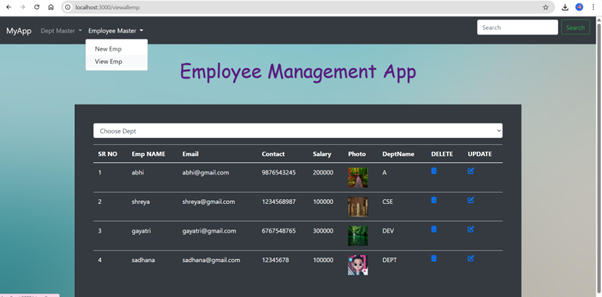 localhost:3000/viewallemp
MyApp Dept Master Employee Master Search Search
New Emp
View Emp
Employee Management App
Choose Dept
SR NO Emp NAME Email Contact Salary Photo DeptName DELETE UPDATE
1 abhi abhi@gmail.com 9876543245 200000 A
2 shreya shreya@gmail.com 1234568987 100000 CSE
3 gayatri gayatri@gmail.com 6767548765 300000 DEV
4 sadhana sadhana@gmail.com 12345678 100000 DEPT